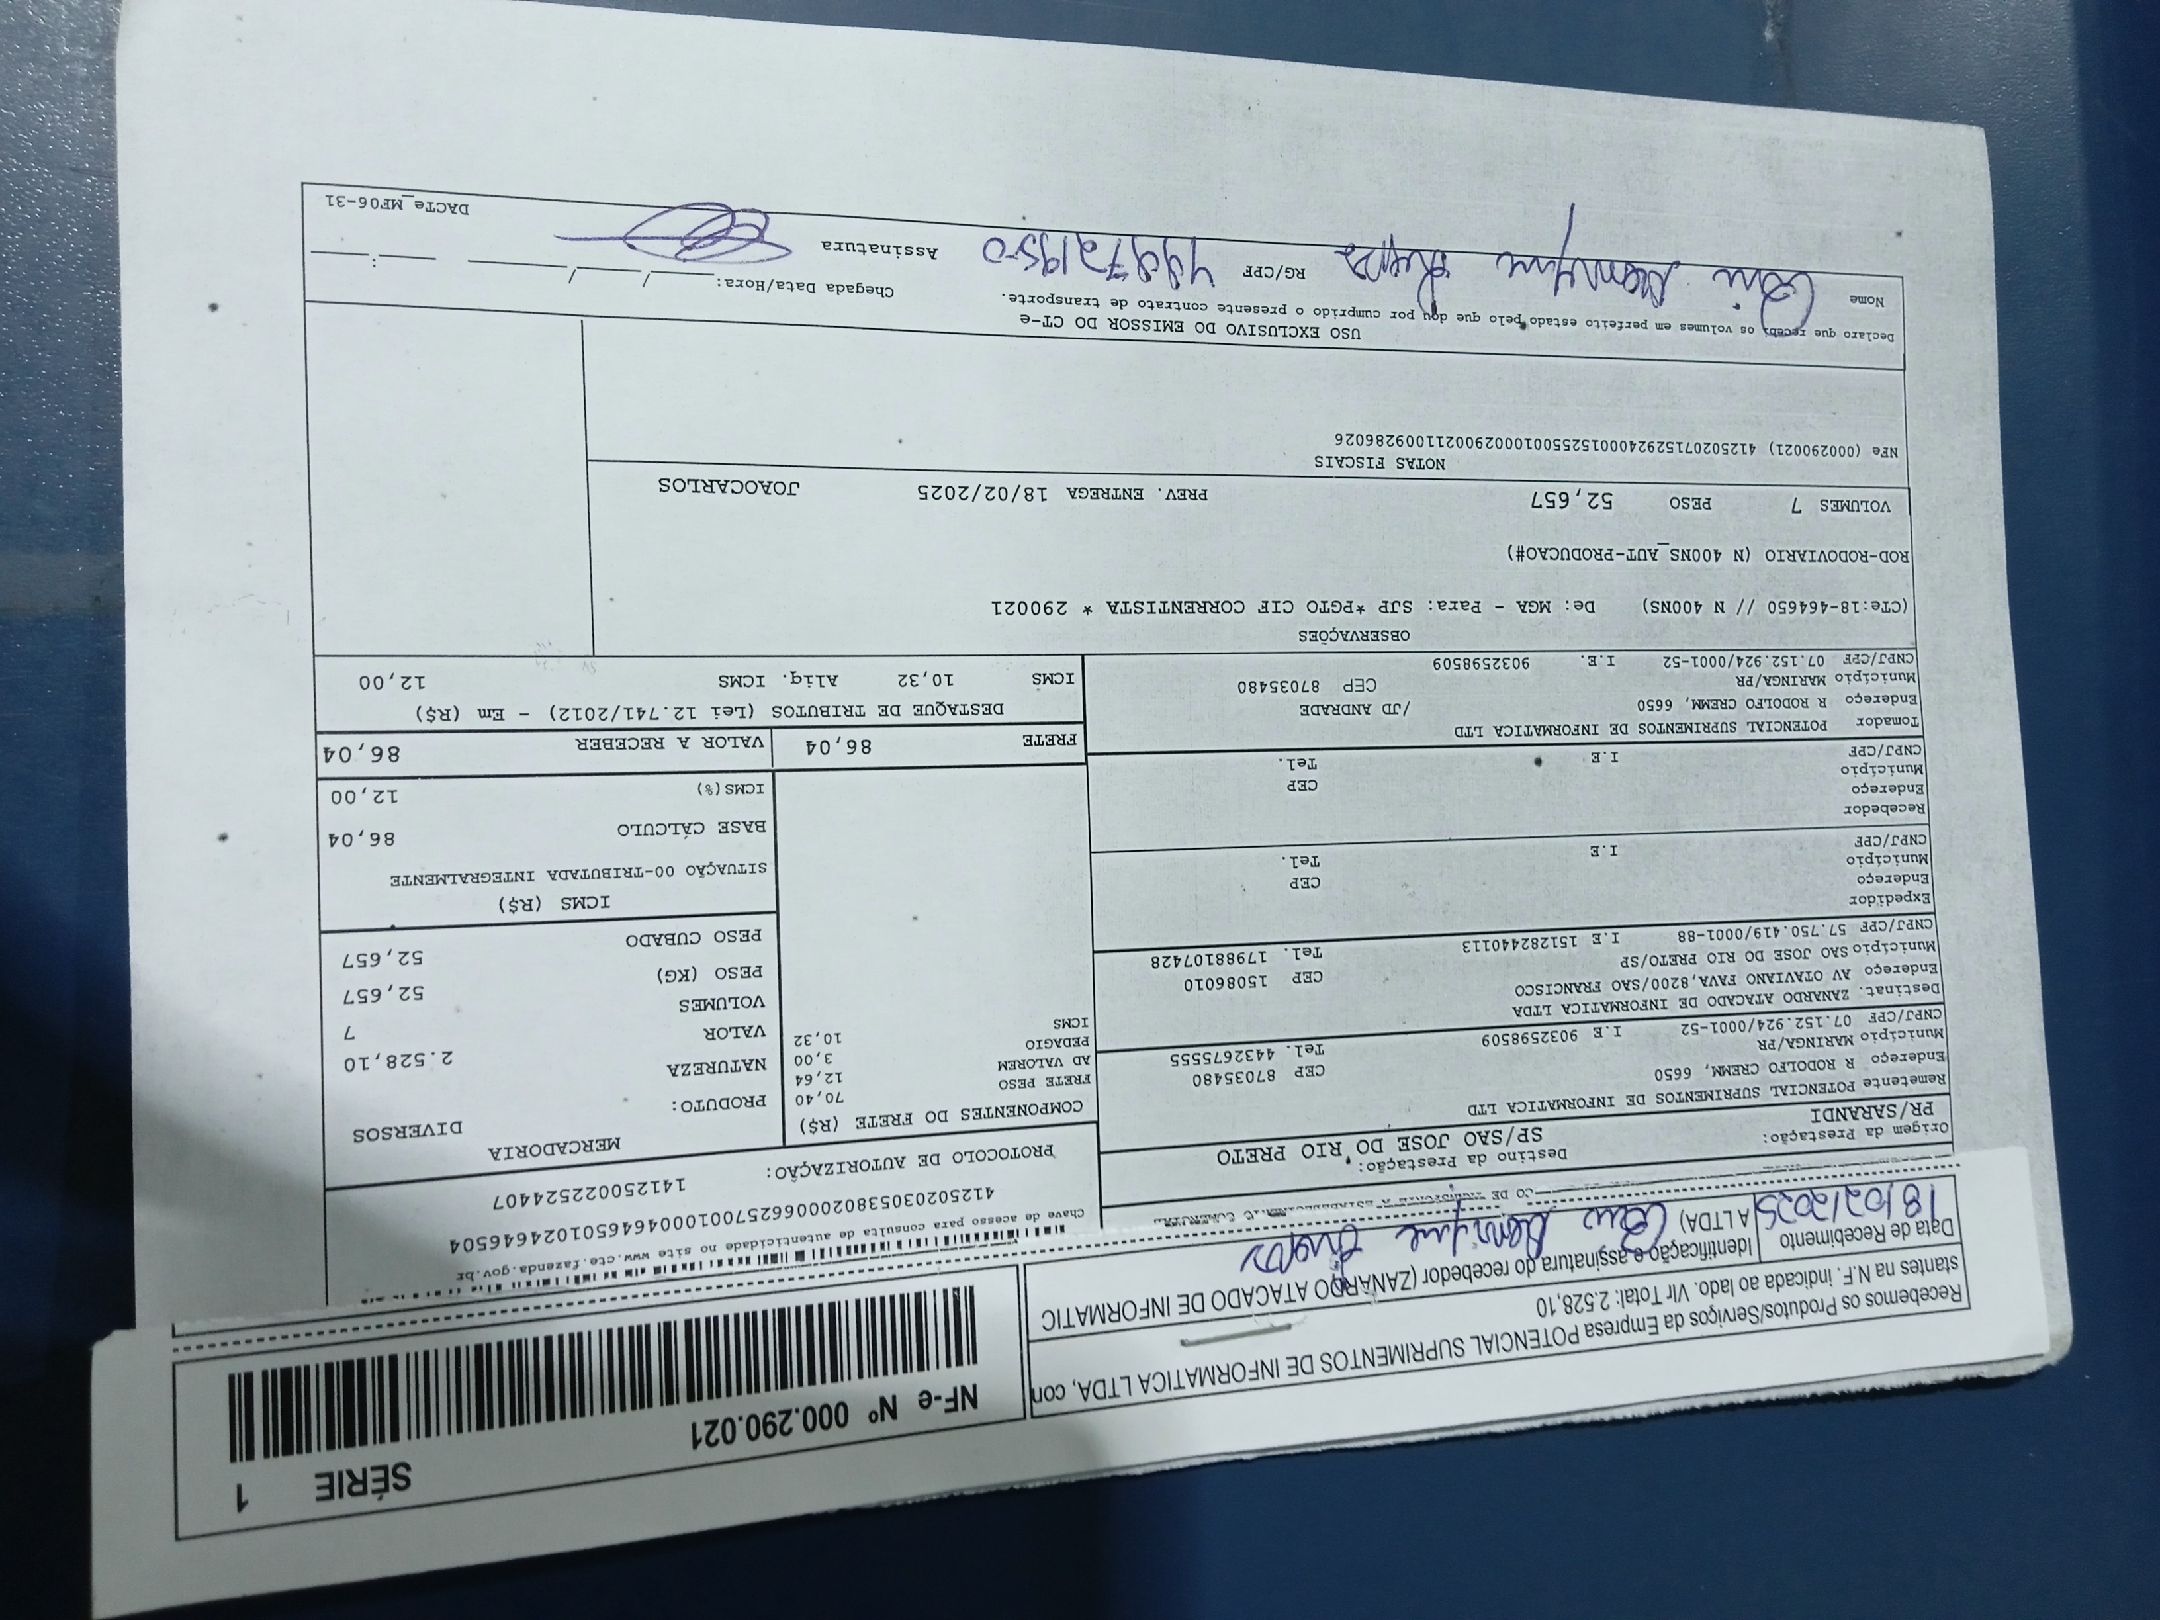 Recebemos os Produtos/Serviços da Empresa POTENCIAL SUPRIMENTOS DE INFORMATICA LTDA, con
stantes na N.F. indicada ao lado. Vlr Total: 2.528,10
Data de Recebimento
18/02/2025
Identificação e assinatura do recebedor (ZANARDO ATACADO DE INFORMATIC
A LTDA)
NF-e Nº 000.290.021
SÉRIE 1
Chave de acesso para consulta de autenticidade no site www.cte.fazenda.gov.br
PROTOCOLO DE AUTORIZAÇÃO:
141250022522407
Origem da Prestação:
PR/SARANDI
Destino da Prestação:
SP/SAO JOSE DO RIO PRETO
Remetente POTENCIAL SUPRIMENTOS DE INFORMATICA LTD
Endereço R RODOLFO CREMM, 6650
Município MARINGA/PR CEP 87035480
CNPJ/CPF 07.152.924/0001-52 I.E 9032598509 Tel. 4432675555
Destinat. ZANARDO ATACADO DE INFORMATICA LTDA
Endereço AV OTAVIANO FAVA,8200/SAO FRANCISCO
Município SAO JOSE DO RIO PRETO/SP CEP 15086010
CNPJ/CPF 57.750.419/0001-88 I.E 151282440113 Tel. 17988107428
Expedidor
Endereço
Município CEP
CNPJ/CPF I.E Tel.
Recebedor
Endereço
Município CEP
CNPJ/CPF I.E Tel.
Tomador POTENCIAL SUPRIMENTOS DE INFORMATICA LTD
Endereço R RODOLFO CREMM, 6650 /JD ANDRADE
Município MARINGA/PR CEP 87035480
CNPJ/CPF 07.152.924/0001-52 I.E. 9032598509
COMPONENTES DO FRETE (R$)
FRETE PESO 70,40
AD VALOREM 12,64
PEDAGIO 3,00
ICMS 10,32
MERCADORIA
PRODUTO: DIVERSOS
NATUREZA
VALOR 2.528,10
VOLUMES 7
PESO (KG) 52,657
PESO CUBADO 52,657
ICMS (R$)
SITUAÇÃO 00-TRIBUTADA INTEGRALMENTE
BASE CÁLCULO 86,04
ICMS(%) 12,00
FRETE 86,04 VALOR A RECEBER 86,04
DESTAQUE DE TRIBUTOS (Lei 12.741/2012) - Em (R$)
ICMS 10,32 Aliq. ICMS 12,00
OBSERVAÇÕES
(CTe:18-464650 // N 400NS) De: MGA - Para: SJP *PGTO CIF CORRENTISTA * 290021
ROD-RODOVIARIO (N 400NS_AUT-PRODUCAO#)
VOLUMES 7 PESO 52,657 PREV. ENTREGA 18/02/2025 JOAOCARLOS
NOTAS FISCAIS
NFe (000290021) 41250207152924000152550010002900211009286026
USO EXCLUSIVO DO EMISSOR DO CT-e
Declaro que recebi os volumes em perfeito estado pelo que dou por cumprido o presente contrato de transporte.
Chegada Data/Hora: ____/____/____ ____:____
Nome RG/CPF Assinatura
DACTe_MF06-31